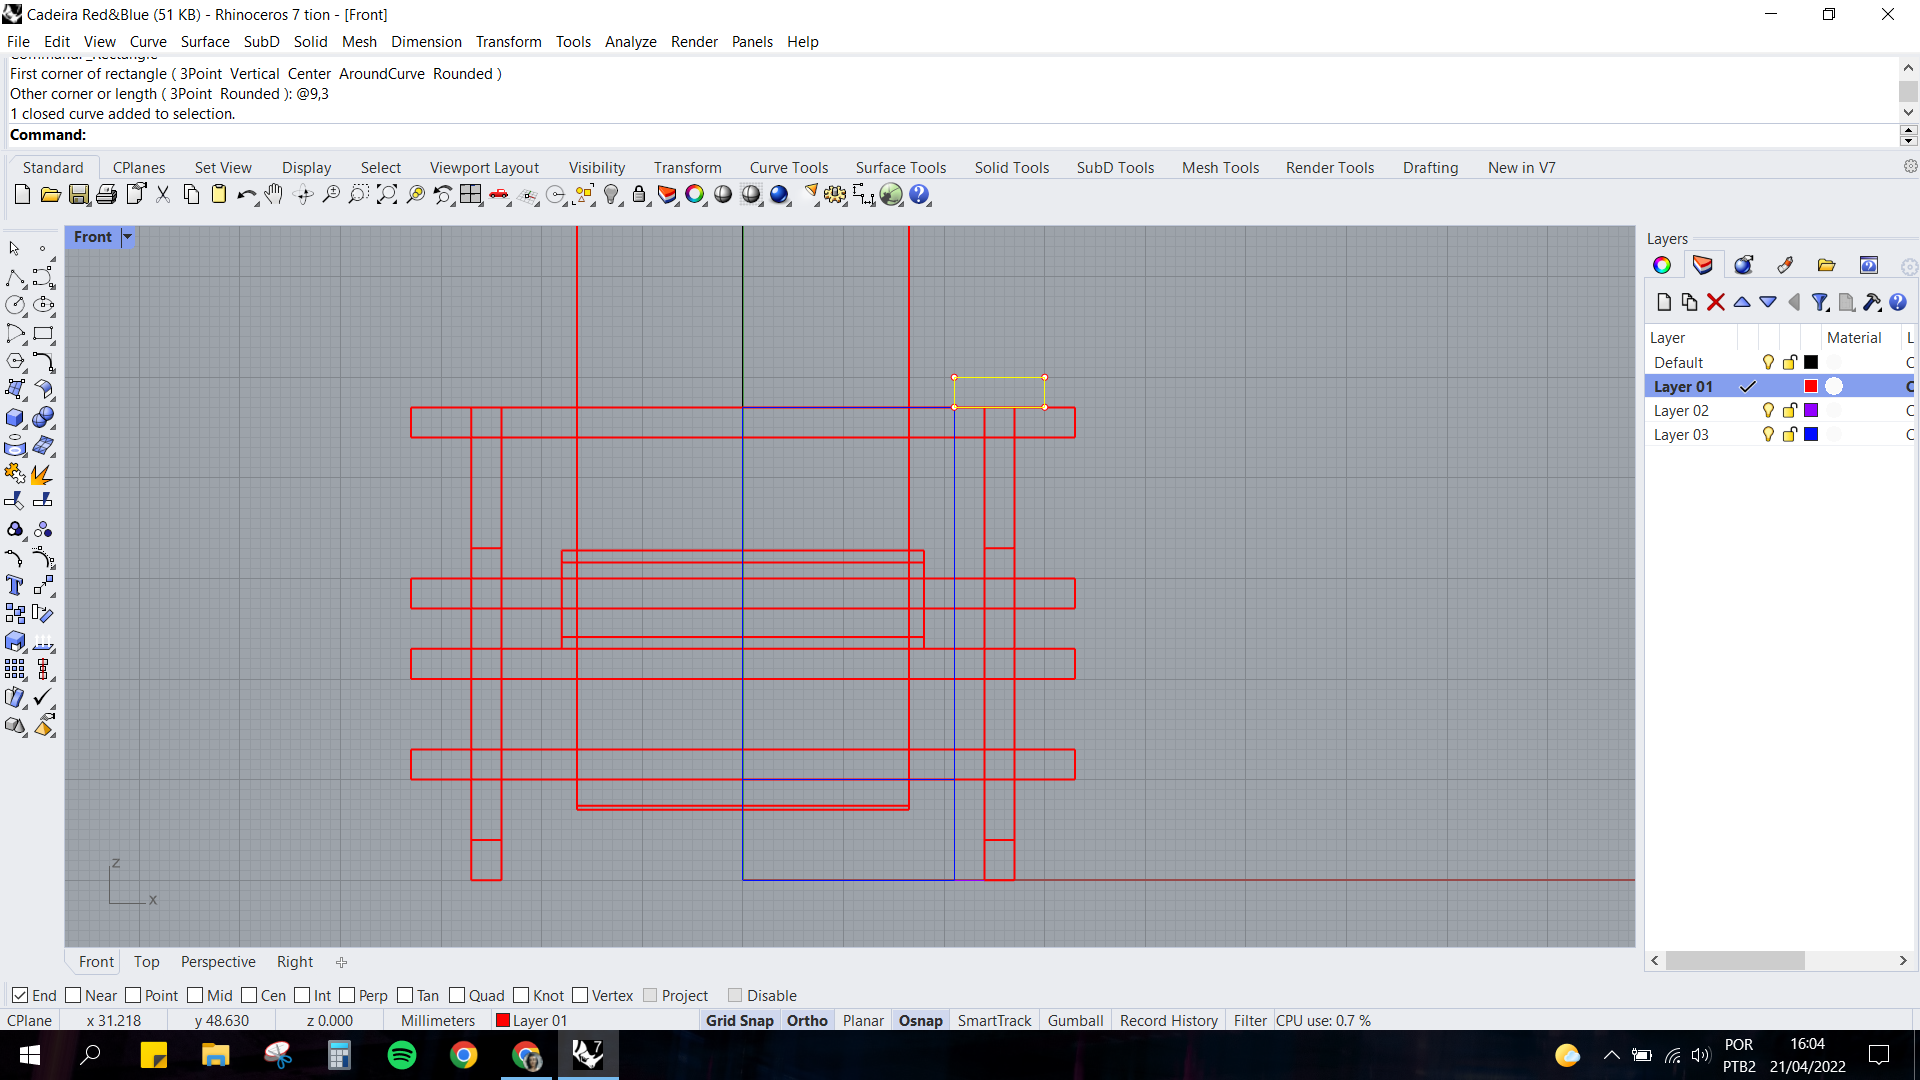 Cadeira Red&Blue (51 KB) - Rhinoceros 7 tion - [Front]
File Edit View Curve Surface SubD Solid Mesh Dimension Transform Tools Analyze Render Panels Help
Command: _Rectangle
First corner of rectangle ( 3Point Vertical Center AroundCurve Rounded )
Other corner or length ( 3Point Rounded ): @9,3
1 closed curve added to selection.
Command:
Standard CPlanes Set View Display Select Viewport Layout Visibility Transform Curve Tools Surface Tools Solid Tools SubD Tools Mesh Tools Render Tools Drafting New in V7
Front
Layers
Layer Material L
Default C
Layer 01 C
Layer 02 C
Layer 03 C
z
x
Front Top Perspective Right
End Near Point Mid Cen Int Perp Tan Quad Knot Vertex Project Disable
CPlane x 31.218 y 48.630 z 0.000 Millimeters Layer 01 Grid Snap Ortho Planar Osnap SmartTrack Gumball Record History Filter CPU use: 0.7 %
7
POR
PTB2
16:04
21/04/2022